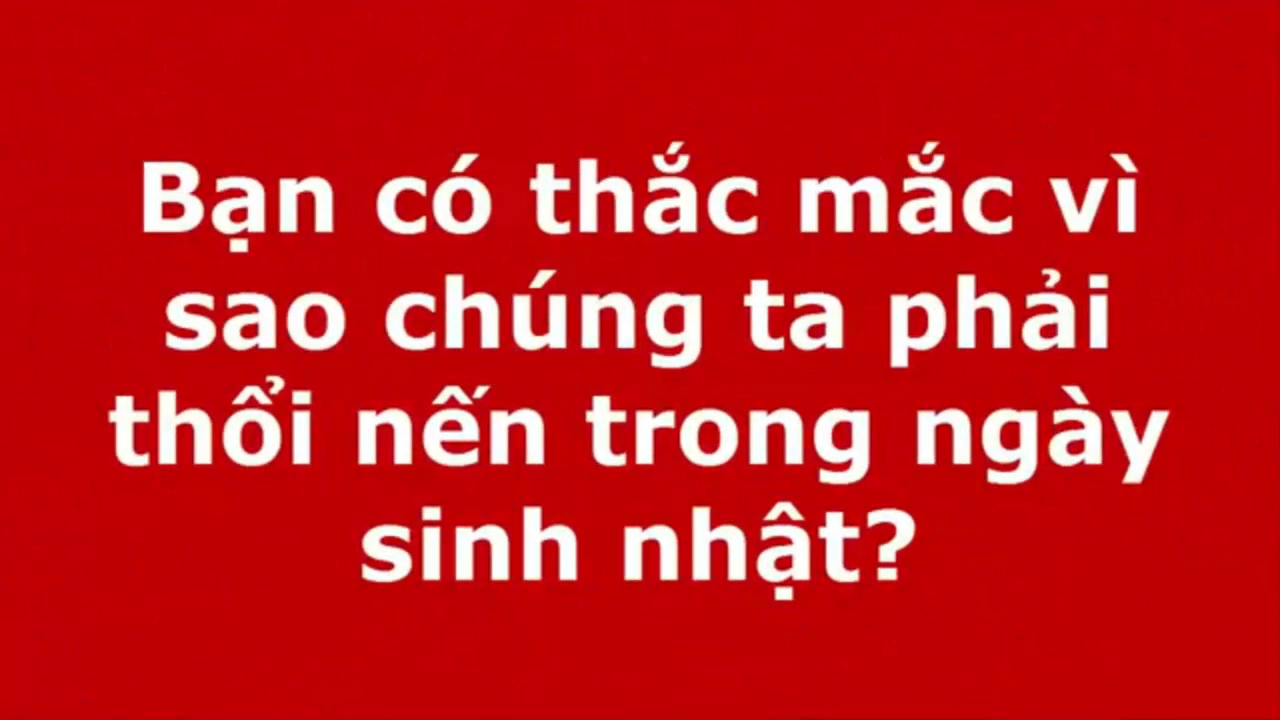 Bạn có thắc mắc vì
sao chúng ta phải
thổi nến trong ngày
sinh nhật?